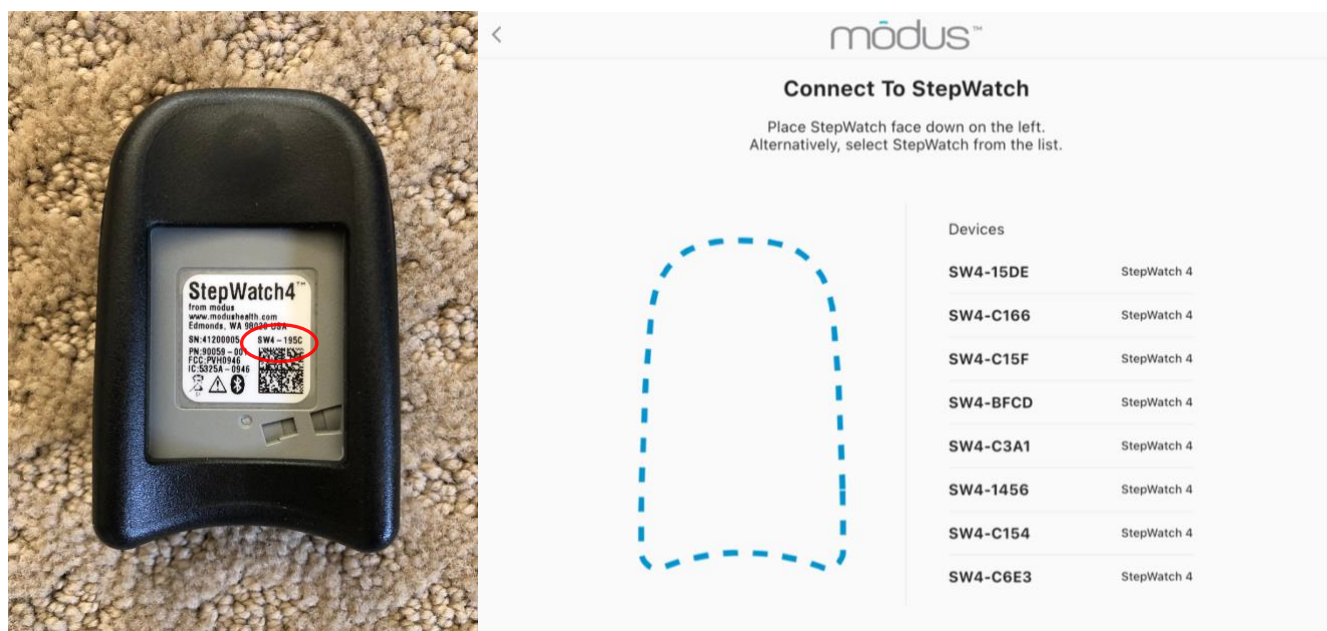 StepWatch4™
from modus
www.modushealth.com
Edmonds, WA 98020 USA
SN:41200005 SW4-195C
PN:90059-001
FCC:PVH0946
IC:5325A-0946
<
mōdus™
Connect To StepWatch
Place StepWatch face down on the left.
Alternatively, select StepWatch from the list.
Devices
SW4-15DE StepWatch 4
SW4-C166 StepWatch 4
SW4-C15F StepWatch 4
SW4-BFCD StepWatch 4
SW4-C3A1 StepWatch 4
SW4-1456 StepWatch 4
SW4-C154 StepWatch 4
SW4-C6E3 StepWatch 4